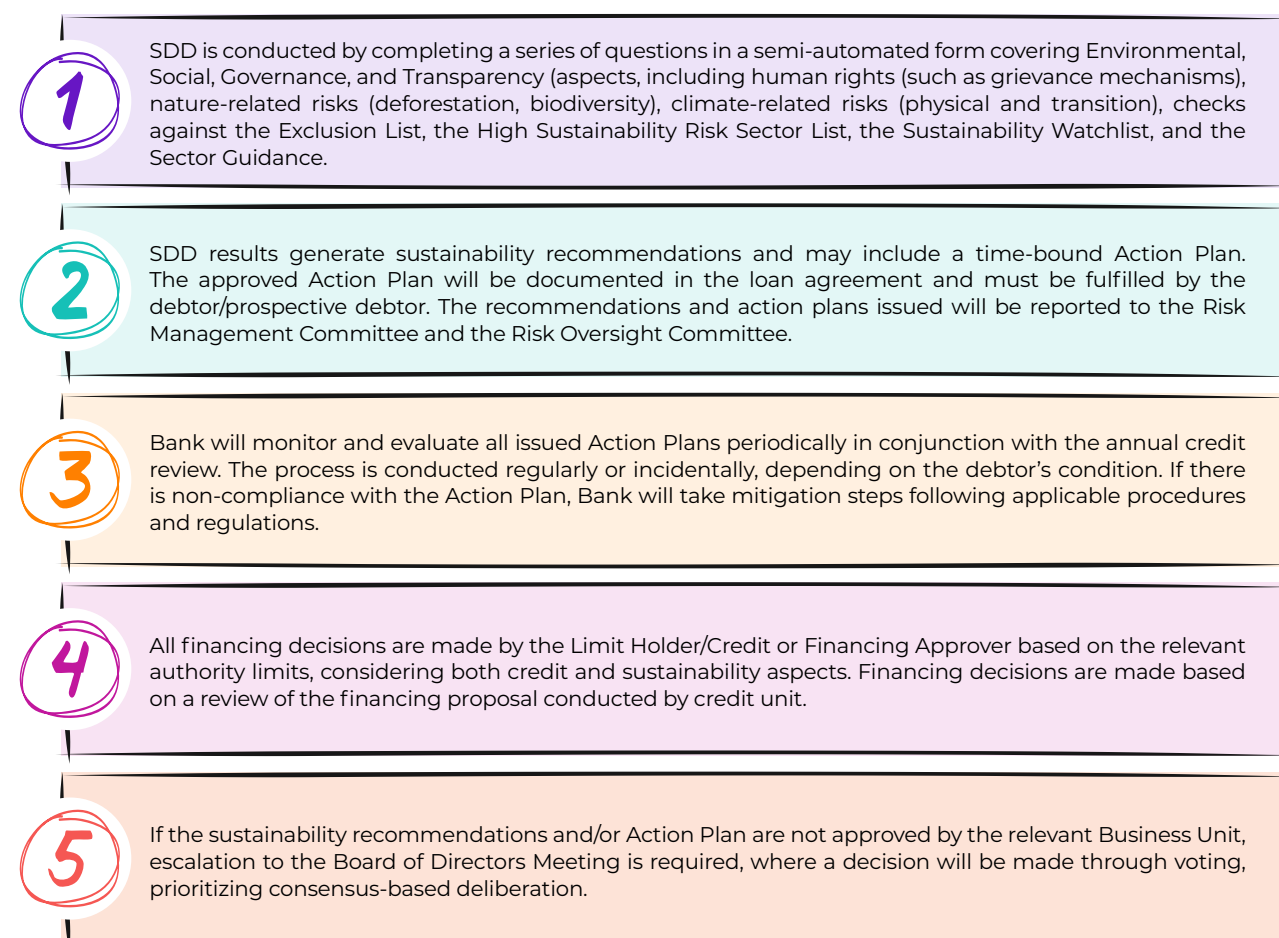 1
SDD is conducted by completing a series of questions in a semi-automated form covering Environmental,
Social, Governance, and Transparency (aspects, including human rights (such as grievance mechanisms),
nature-related risks (deforestation, biodiversity), climate-related risks (physical and transition), checks
against the Exclusion List, the High Sustainability Risk Sector List, the Sustainability Watchlist, and the
Sector Guidance.
2
SDD results generate sustainability recommendations and may include a time-bound Action Plan.
The approved Action Plan will be documented in the loan agreement and must be fulfilled by the
debtor/prospective debtor. The recommendations and action plans issued will be reported to the Risk
Management Committee and the Risk Oversight Committee.
3
Bank will monitor and evaluate all issued Action Plans periodically in conjunction with the annual credit
review. The process is conducted regularly or incidentally, depending on the debtor’s condition. If there
is non-compliance with the Action Plan, Bank will take mitigation steps following applicable procedures
and regulations.
4
All financing decisions are made by the Limit Holder/Credit or Financing Approver based on the relevant
authority limits, considering both credit and sustainability aspects. Financing decisions are made based
on a review of the financing proposal conducted by credit unit.
5
If the sustainability recommendations and/or Action Plan are not approved by the relevant Business Unit,
escalation to the Board of Directors Meeting is required, where a decision will be made through voting,
prioritizing consensus-based deliberation.